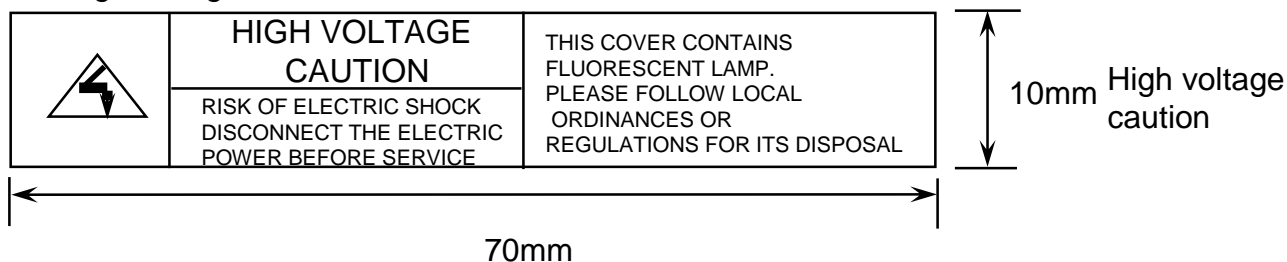 HIGH VOLTAGE
CAUTION
RISK OF ELECTRIC SHOCK
DISCONNECT THE ELECTRIC
POWER BEFORE SERVICE
THIS COVER CONTAINS
FLUORESCENT LAMP.
PLEASE FOLLOW LOCAL
ORDINANCES OR
REGULATIONS FOR ITS DISPOSAL
10mm
High voltage
caution
70mm